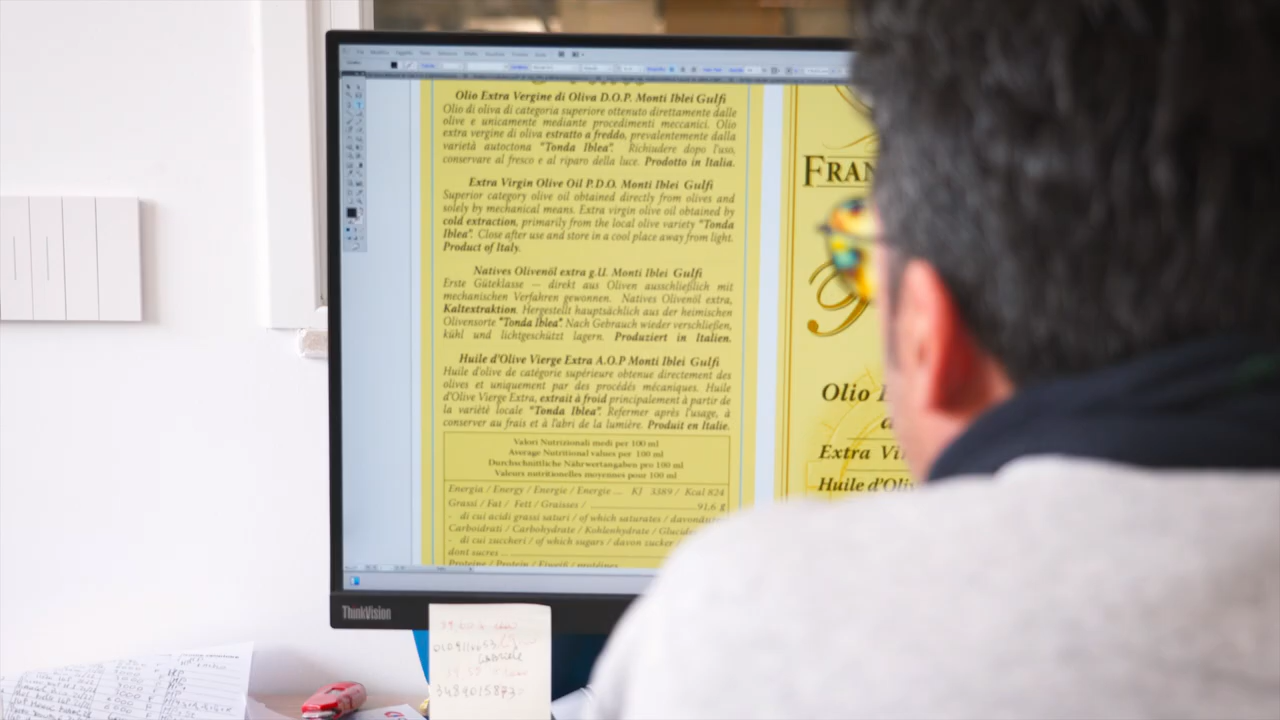 Olio Extra Vergine di Oliva D.O.P. Monti Iblei Gulfi
Olio di oliva di categoria superiore ottenuto direttamente dalle
olive e unicamente mediante procedimenti meccanici. Olio
extra vergine di oliva estratto a freddo, prevalentemente dalla
varietà autoctona "Tonda Iblea". Richiudere dopo l'uso,
conservare al fresco e al riparo della luce. Prodotto in Italia.
Extra Virgin Olive Oil P.D.O. Monti Iblei Gulfi
Superior category olive oil obtained directly from olives and
solely by mechanical means. Extra virgin olive oil obtained by
cold extraction, primarily from the local olive variety "Tonda
Iblea". Close after use and store in a cool place away from light.
Product of Italy.
Natives Olivenöl extra g.U. Monti Iblei Gulfi
Erste Güteklasse — direkt aus Oliven ausschließlich mit
mechanischen Verfahren gewonnen. Natives Olivenöl extra,
Kaltextraktion. Hergestellt hauptsächlich aus der heimischen
Olivensorte "Tonda Iblea". Nach Gebrauch wieder verschließen,
kühl und lichtgeschützt lagern. Produziert in Italien.
Huile d'Olive Vierge Extra A.O.P Monti Iblei Gulfi
Huile d'olive de catégorie supérieure obtenue directement des
olives et uniquement par des procédés mécaniques. Huile
d'Olive Vierge Extra, extrait à froid principalement à partir de
la variété locale "Tonda Iblea". Refermer après l'usage, à
conserver au frais et à l'abri de la lumière. Produit en Italie.
Valori Nutrizionali medi per 100 ml
Average Nutritional values per 100 ml
Durchschnittliche Nährwertangaben pro 100 ml
Valeurs nutritionelles moyennes pour 100 ml
Energia / Energy / Energie / Energie ... KJ 3389 / Kcal 824
Grassi / Fat / Fett / Graisses / 91,6 g
- di cui acidi grassi saturi / of which saturates / davon
Carboidrati / Carbohydrate / Kohlenhydrate /
- di cui zuccheri / of which sugars / davon zucker
dont sucres
Proteine / Protein / Eiweiß / protéines
FRAN
Olio E
Extra Vir
Huile d'Oliv
ThinkVision
Gabriele
3489015873